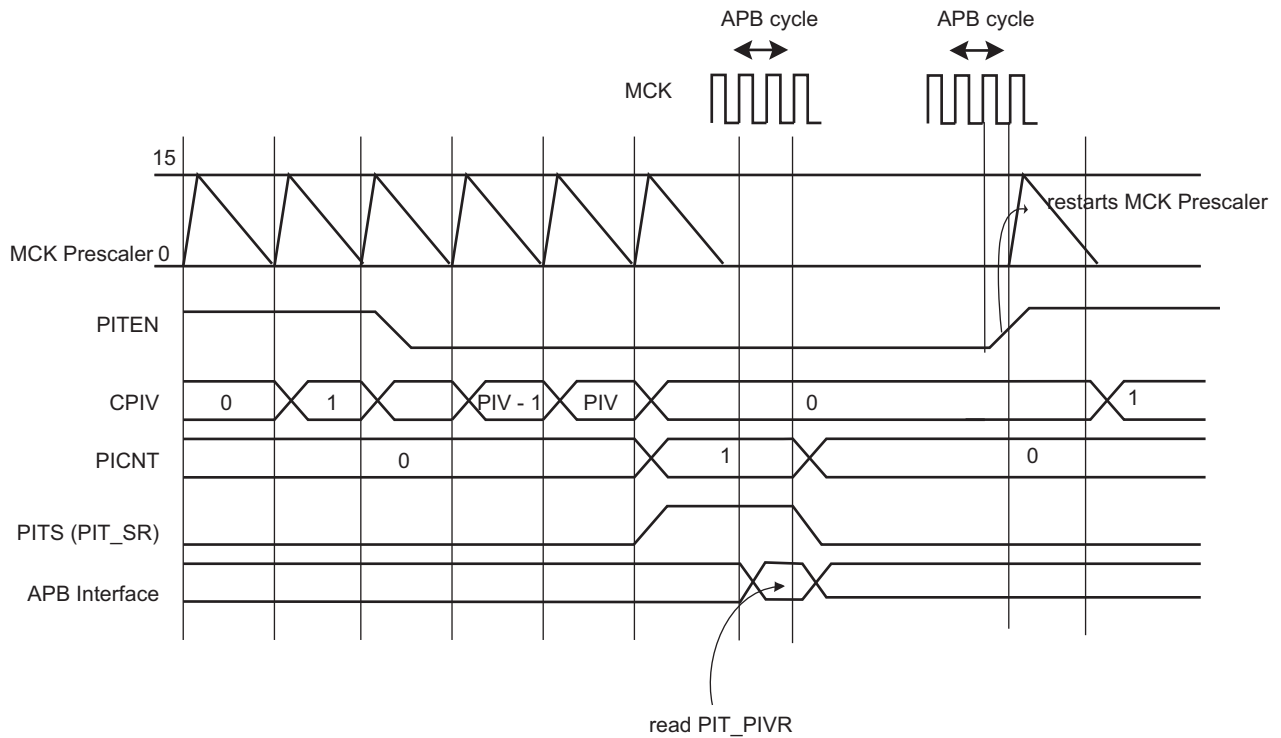 APB cycle
APB cycle
MCK
15
restarts MCK Prescaler
MCK Prescaler 0
PITEN
CPIV 0 1 PIV - 1 PIV 0 1
PICNT 0 1 0
PITS (PIT_SR)
APB Interface
read PIT_PIVR